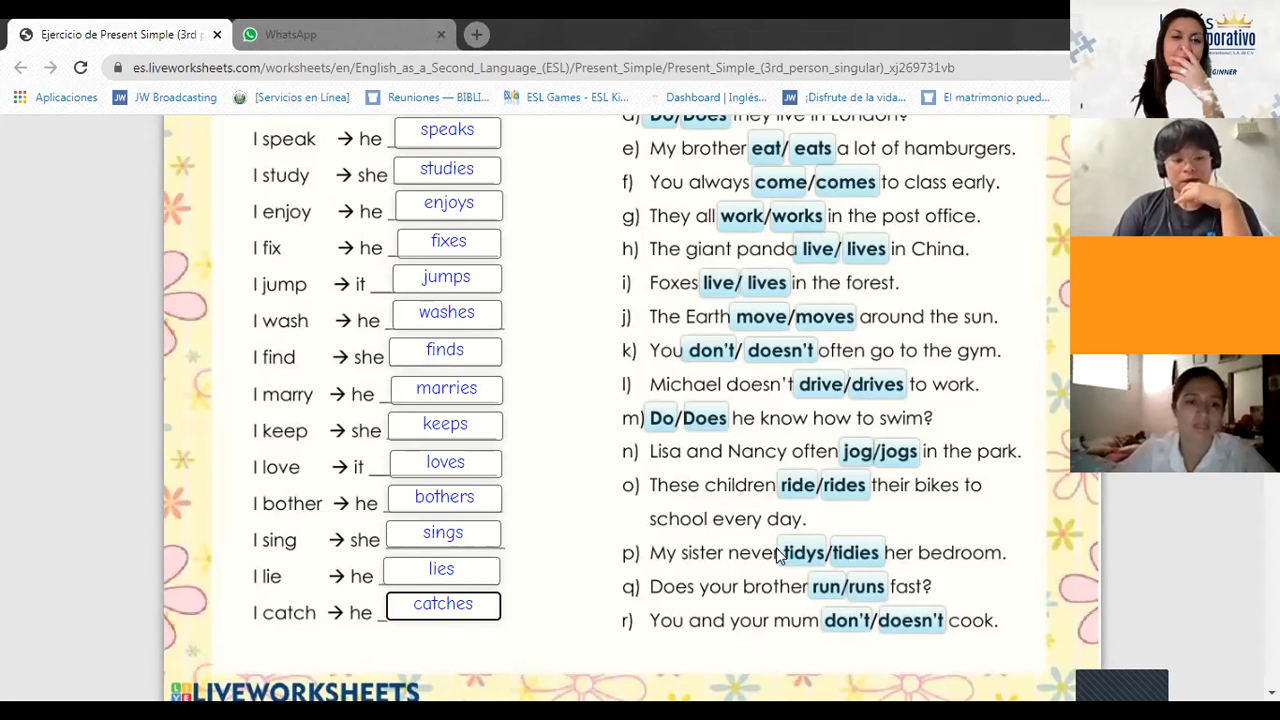 Ejercicio de Present Simple (3rd p
WhatsApp
es.liveworksheets.com/worksheets/en/English_as_a_Second_Language_(ESL)/Present_Simple/Present_Simple_(3rd_person_singular)_xj269731vb
Aplicaciones JW Broadcasting [Servicios en Línea] Reuniones — BIBLI... ESL Games - ESL Ki... Dashboard | Inglés... ¡Disfrute de la vida... El matrimonio pued...
I speak → he speaks
I study → she studies
I enjoy → he enjoys
I fix → he fixes
I jump → it jumps
I wash → he washes
I find → she finds
I marry → he marries
I keep → she keeps
I love → it loves
I bother → he bothers
I sing → she sings
I lie → he lies
I catch → he catches
d) Do/Does they live in London?
e) My brother eat/ eats a lot of hamburgers.
f) You always come/comes to class early.
g) They all work/works in the post office.
h) The giant panda live/ lives in China.
i) Foxes live/ lives in the forest.
j) The Earth move/moves around the sun.
k) You don't/ doesn't often go to the gym.
l) Michael doesn't drive/drives to work.
m) Do/Does he know how to swim?
n) Lisa and Nancy often jog/jogs in the park.
o) These children ride/rides their bikes to
school every day.
p) My sister never tidys/tidies her bedroom.
q) Does your brother run/runs fast?
r) You and your mum don't/doesn't cook.
LIVEWORKSHEETS